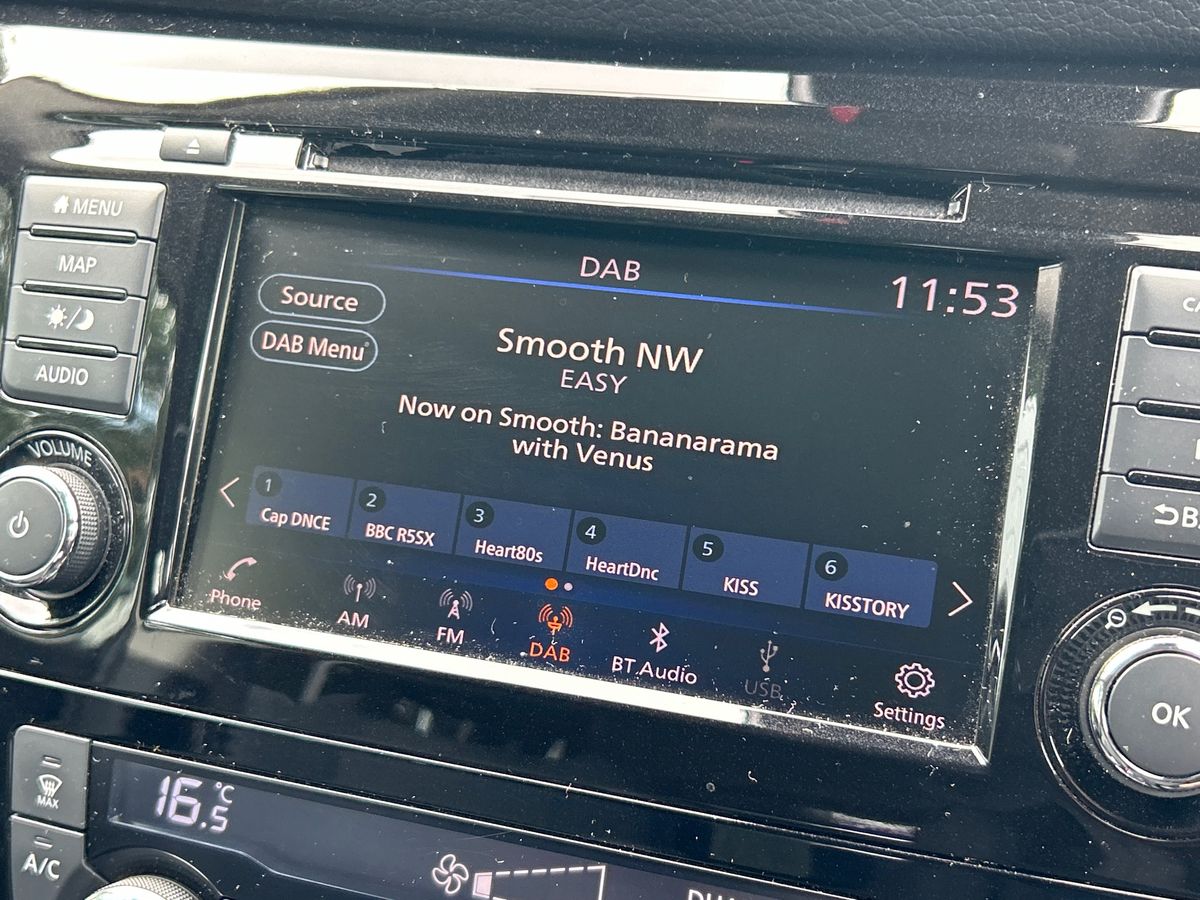 MENU
MAP
AUDIO
VOLUME
DAB
11:53
Source
DAB Menu
Smooth NW
EASY
Now on Smooth: Bananarama
with Venus
1 Cap DNCE
2 BBC R5SX
3 Heart80s
4 HeartDnc
5 KISS
6 KISSTORY
Phone
AM
FM
DAB
BT Audio
USB
Settings
OK
MAX
A/C
16.5 °C